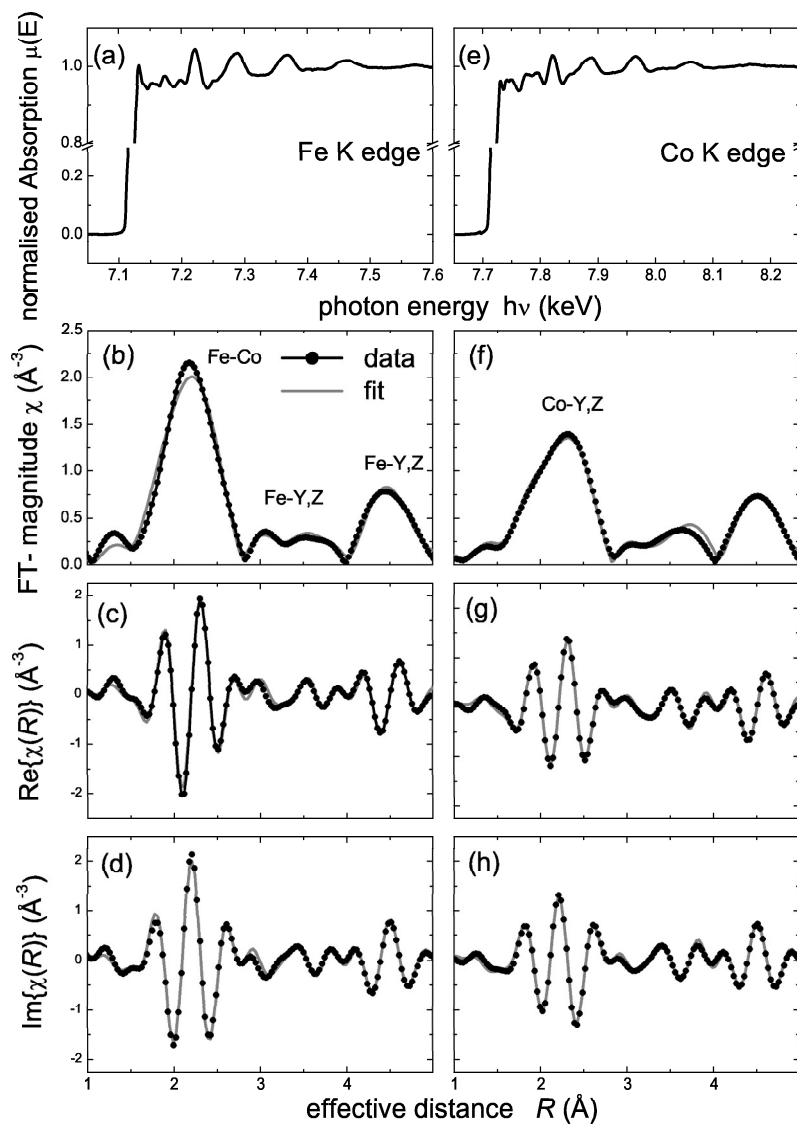 (a)
(e)
normalised Absorption μ(E)
1.0
0.8
0.2
0.0
Fe K edge
Co K edge
7.1 7.2 7.3 7.4 7.5 7.6
7.7 7.8 7.9 8.0 8.1 8.2
photon energy hν (keV)
FT- magnitude χ (Å⁻³)
2.5
2.0
1.5
1.0
0.5
0.0
(b)
Fe-Co
data
fit
Fe-Y,Z
Fe-Y,Z
(f)
Co-Y,Z
Re{χ(R)} (Å⁻³)
1
0
-1
-2
(c)
(g)
Im{χ(R)} (Å⁻³)
2
1
0
-1
-2
(d)
(h)
1 2 3 4
1 2 3 4
effective distance R (Å)